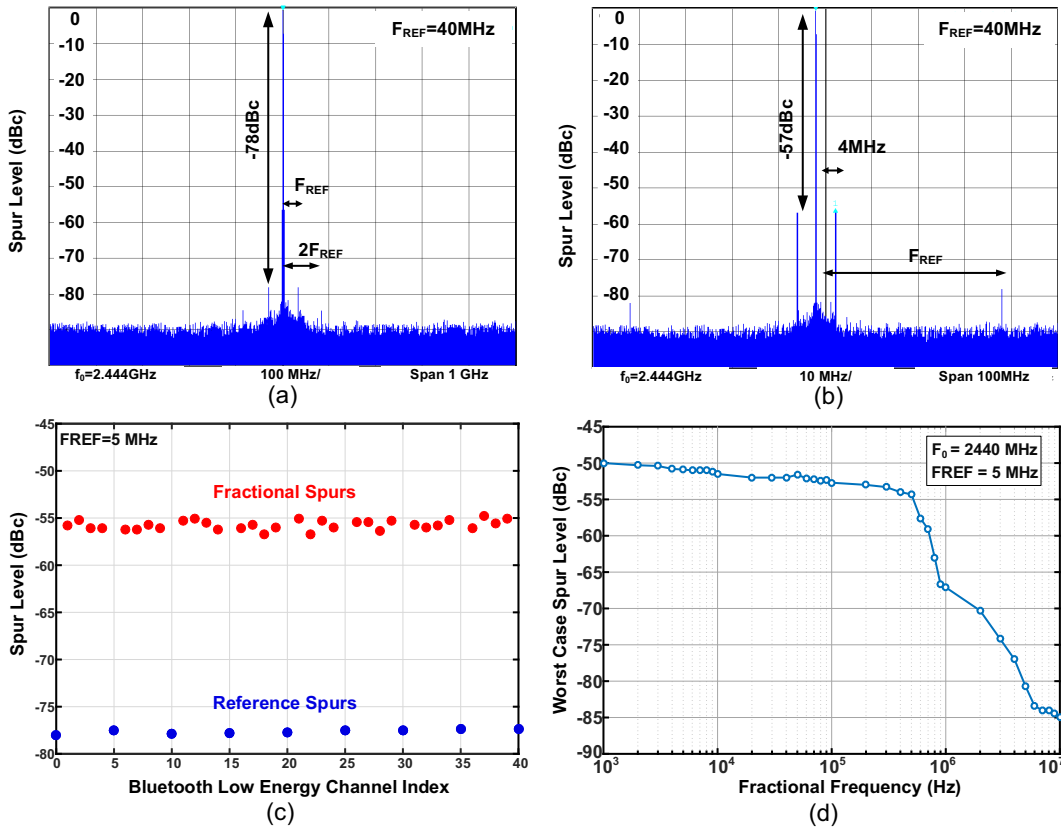 0
-10
-20
-30
-40
-50
-60
-70
-80
Spur Level (dBc)
F_REF=40MHz
-78dBc
F_REF
2F_REF
f₀=2.444GHz 100 MHz/ Span 1 GHz
(a)
0
-10
-20
-30
-40
-50
-60
-70
-80
Spur Level (dBc)
F_REF=40MHz
-57dBc
4MHz
F_REF
f₀=2.444GHz 10 MHz/ Span 100MHz
(b)
-45
-50
-55
-60
-65
-70
-75
-80
Spur Level (dBc)
FREF=5 MHz
Fractional Spurs
Reference Spurs
0 5 10 15 20 25 30 35 40
Bluetooth Low Energy Channel Index
(c)
-45
-50
-55
-60
-65
-70
-75
-80
-85
-90
Worst Case Spur Level (dBc)
F₀ = 2440 MHz
FREF = 5 MHz
10³ 10⁴ 10⁵ 10⁶ 10⁷
Fractional Frequency (Hz)
(d)